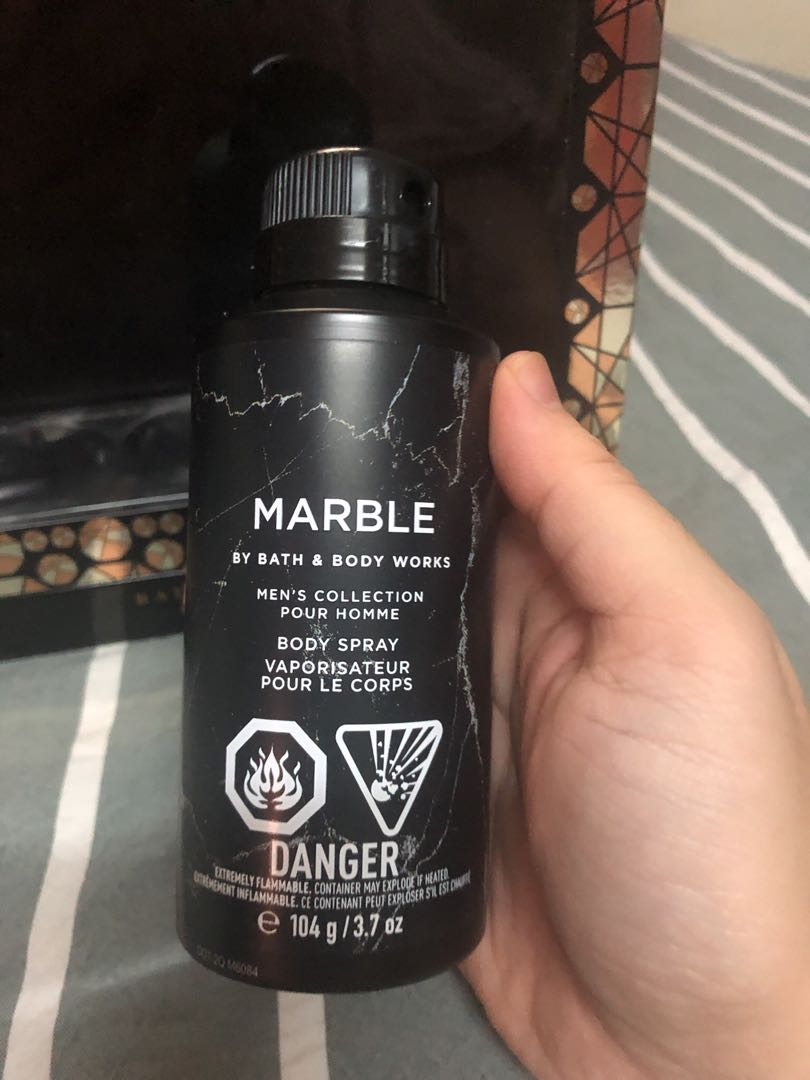 MARBLE
BY BATH & BODY WORKS
MEN'S COLLECTION
POUR HOMME
BODY SPRAY
VAPORISATEUR
POUR LE CORPS
DANGER
EXTREMELY FLAMMABLE. CONTAINER MAY EXPLODE IF HEATED.
EXTRÊMEMENT INFLAMMABLE. CE CONTENANT PEUT EXPLOSER S'IL EST CHAUFFÉ
℮ 104 g / 3.7 oz
M6084